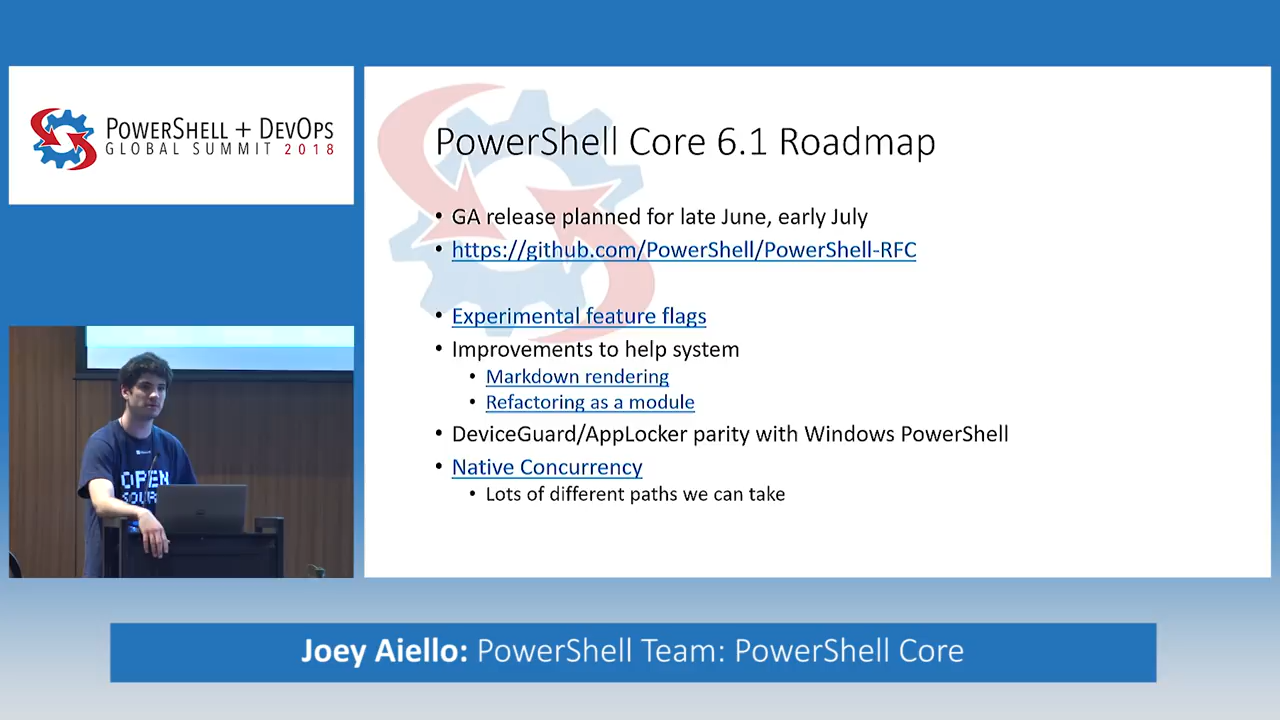 POWERSHELL + DEVOPS
GLOBAL SUMMIT 2018
PowerShell Core 6.1 Roadmap
• GA release planned for late June, early July
• https://github.com/PowerShell/PowerShell-RFC
• Experimental feature flags
• Improvements to help system
• Markdown rendering
• Refactoring as a module
• DeviceGuard/AppLocker parity with Windows PowerShell
• Native Concurrency
• Lots of different paths we can take
OPEN
Joey Aiello: PowerShell Team: PowerShell Core